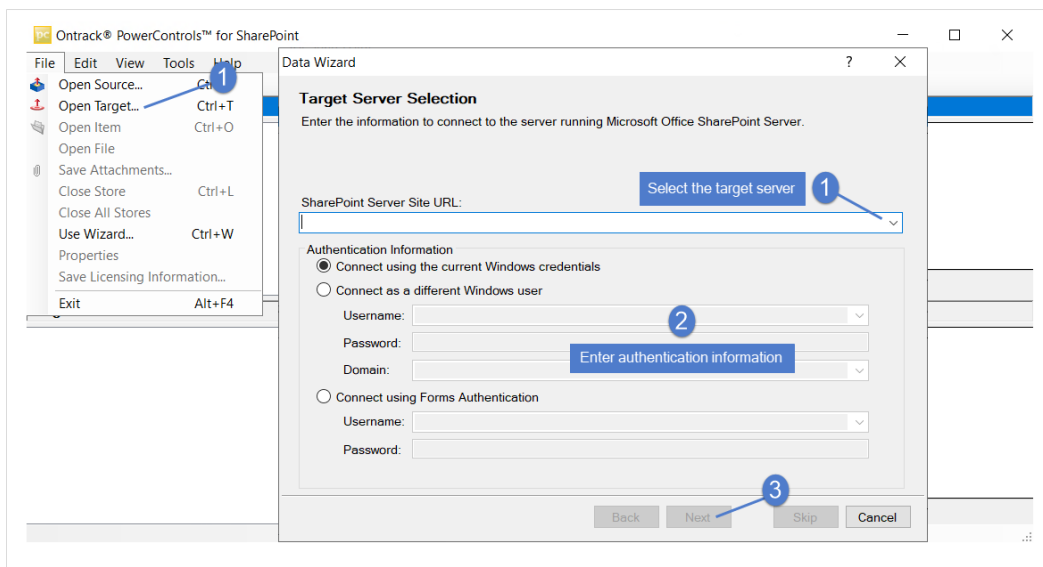 pc Ontrack® PowerControls™ for SharePoint
File Edit View Tools Help
1
Open Source...
Open Target... Ctrl+T
Open Item Ctrl+O
Open File
Save Attachments...
Close Store Ctrl+L
Close All Stores
Use Wizard... Ctrl+W
Properties
Save Licensing Information...
Exit Alt+F4
Data Wizard ?
Target Server Selection
Enter the information to connect to the server running Microsoft Office SharePoint Server.
Select the target server 1
SharePoint Server Site URL:
Authentication Information
Connect using the current Windows credentials
Connect as a different Windows user
Username:
2
Password:
Enter authentication information
Domain:
Connect using Forms Authentication
Username:
Password:
3
Back Next Skip Cancel